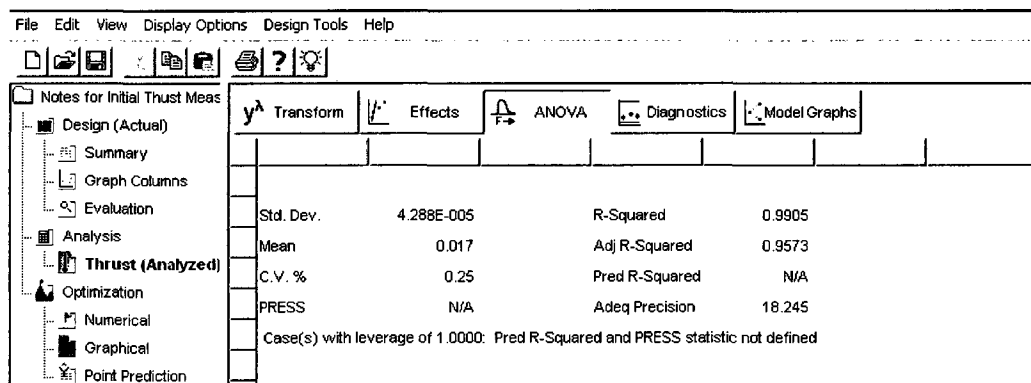 File Edit View Display Options Design Tools Help
Notes for Initial Thust Meas
Design (Actual)
Summary
Graph Columns
Evaluation
Analysis
Thrust (Analyzed)
Optimization
Numerical
Graphical
Point Prediction
yλ Transform Effects ANOVA Diagnostics Model Graphs
Std. Dev. 4.288E-005 R-Squared 0.9905
Mean 0.017 Adj R-Squared 0.9573
C.V. % 0.25 Pred R-Squared N/A
PRESS N/A Adeq Precision 18.245
Case(s) with leverage of 1.0000: Pred R-Squared and PRESS statistic not defined